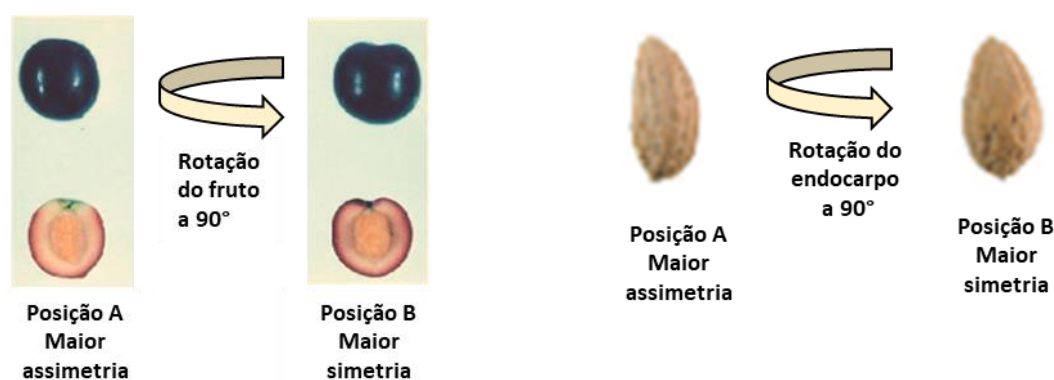 Rotação
do fruto
a 90°
Posição A
Maior
assimetria
Posição B
Maior
simetria
Rotação do
endocarpo
a 90°
Posição A
Maior
assimetria
Posição B
Maior
simetria